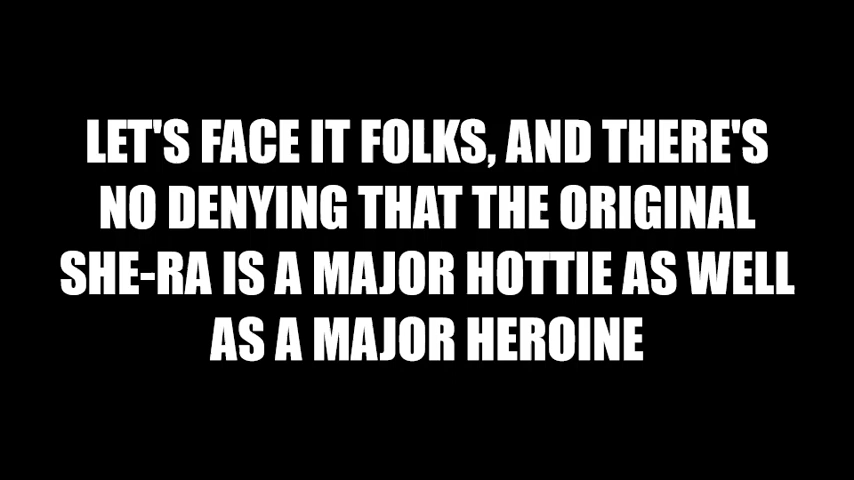 LET'S FACE IT FOLKS, AND THERE'S
NO DENYING THAT THE ORIGINAL
SHE-RA IS A MAJOR HOTTIE AS WELL
AS A MAJOR HEROINE